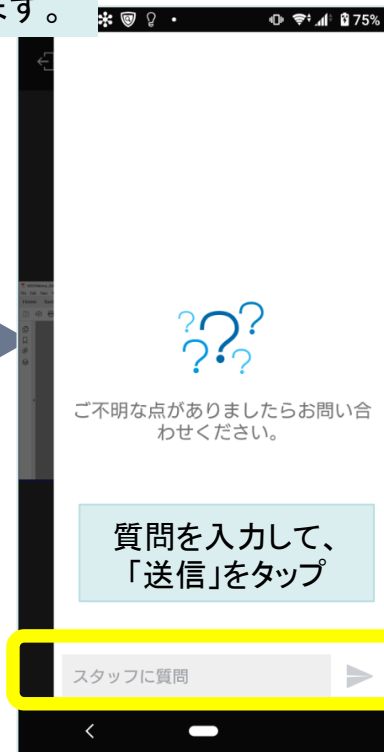 ます。
75%
ご不明な点がありましたらお問い合
わせください。
質問を入力して、
「送信」をタップ
スタッフに質問